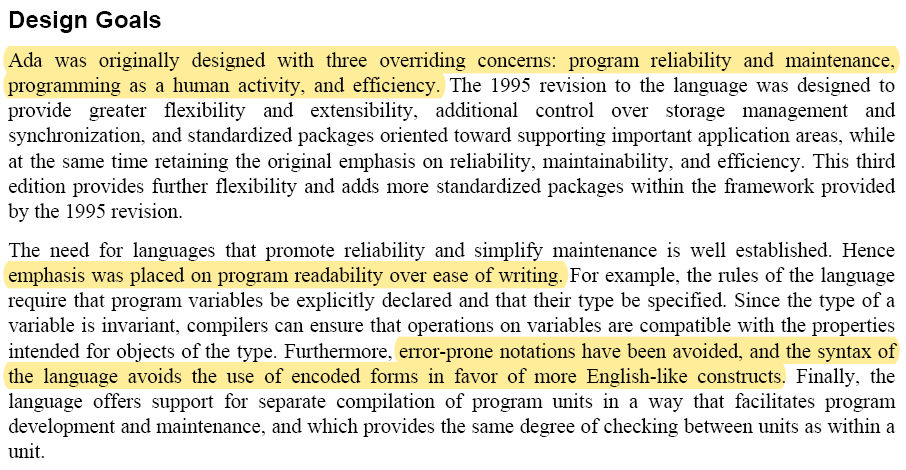 Design Goals
Ada was originally designed with three overriding concerns: program reliability and maintenance,
programming as a human activity, and efficiency. The 1995 revision to the language was designed to
provide greater flexibility and extensibility, additional control over storage management and
synchronization, and standardized packages oriented toward supporting important application areas, while
at the same time retaining the original emphasis on reliability, maintainability, and efficiency. This third
edition provides further flexibility and adds more standardized packages within the framework provided
by the 1995 revision.
The need for languages that promote reliability and simplify maintenance is well established. Hence
emphasis was placed on program readability over ease of writing. For example, the rules of the language
require that program variables be explicitly declared and that their type be specified. Since the type of a
variable is invariant, compilers can ensure that operations on variables are compatible with the properties
intended for objects of the type. Furthermore, error-prone notations have been avoided, and the syntax of
the language avoids the use of encoded forms in favor of more English-like constructs. Finally, the
language offers support for separate compilation of program units in a way that facilitates program
development and maintenance, and which provides the same degree of checking between units as within a
unit.